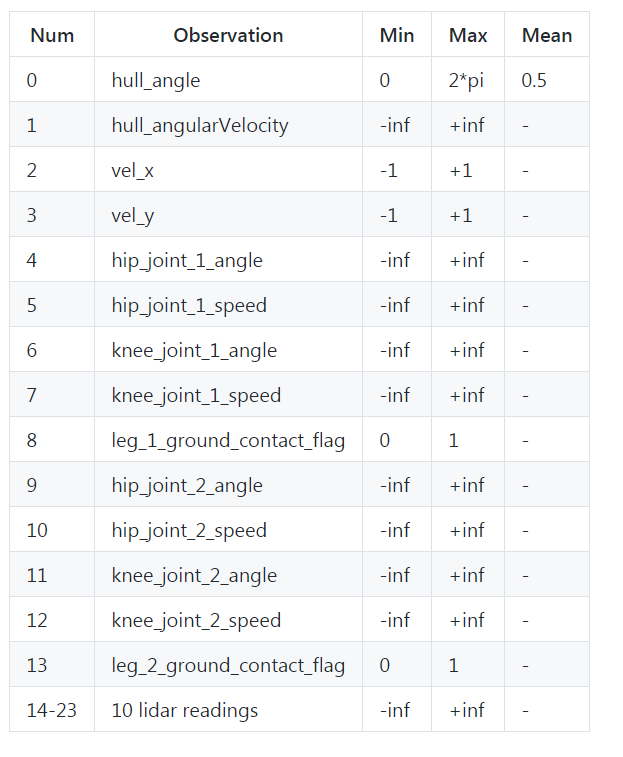 Num Observation Min Max Mean
0 hull_angle 0 2*pi 0.5
1 hull_angularVelocity -inf +inf -
2 vel_x -1 +1 -
3 vel_y -1 +1 -
4 hip_joint_1_angle -inf +inf -
5 hip_joint_1_speed -inf +inf -
6 knee_joint_1_angle -inf +inf -
7 knee_joint_1_speed -inf +inf -
8 leg_1_ground_contact_flag 0 1 -
9 hip_joint_2_angle -inf +inf -
10 hip_joint_2_speed -inf +inf -
11 knee_joint_2_angle -inf +inf -
12 knee_joint_2_speed -inf +inf -
13 leg_2_ground_contact_flag 0 1 -
14-23 10 lidar readings -inf +inf -